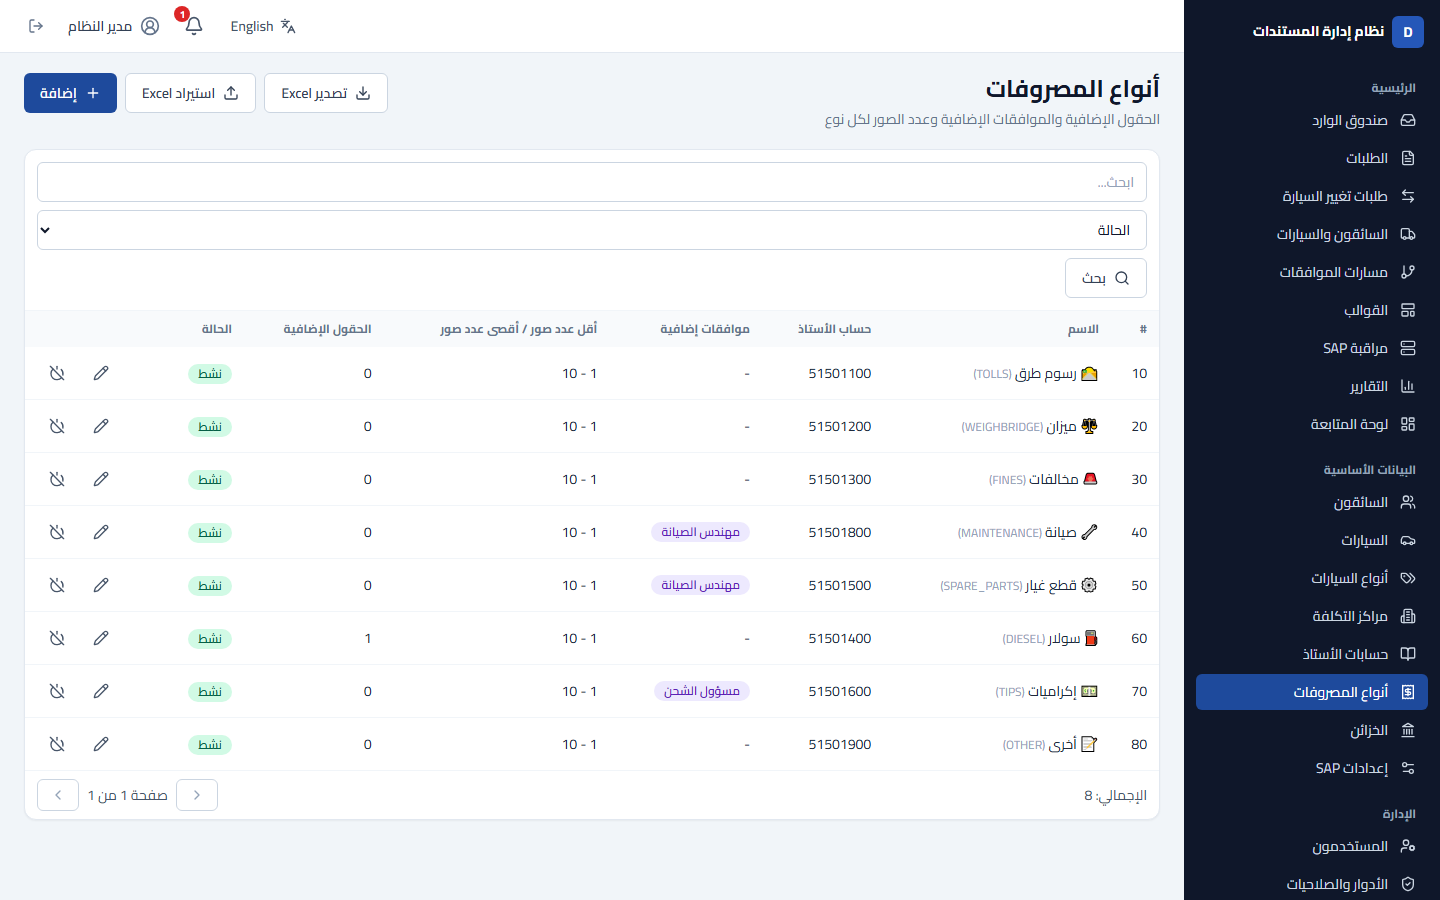 D
نظام إدارة المستندات
الرئيسية
صندوق الوارد
الطلبات
طلبات تغيير السيارة
السائقون والسيارات
مسارات الموافقات
القوالب
مراقبة SAP
التقارير
لوحة المتابعة
البيانات الأساسية
السائقون
السيارات
أنواع السيارات
مراكز التكلفة
حسابات الأستاذ
أنواع المصروفات
الخزائن
إعدادات SAP
الإدارة
المستخدمون
الأدوار والصلاحيات
English
1
مدير النظام
أنواع المصروفات
الحقول الإضافية والموافقات الإضافية وعدد الصور لكل نوع
تصدير Excel
استيراد Excel
إضافة
ابحث...
الحالة
بحث
# الاسم حساب الأستاذ موافقات إضافية أقل عدد صور / أقصى عدد صور الحقول الإضافية الحالة
10 رسوم طرق (TOLLS) 51501100 - 1 - 10 0 نشط
20 ميزان (WEIGHBRIDGE) 51501200 - 1 - 10 0 نشط
30 مخالفات (FINES) 51501300 - 1 - 10 0 نشط
40 صيانة (MAINTENANCE) 51501800 مهندس الصيانة 1 - 10 0 نشط
50 قطع غيار (SPARE_PARTS) 51501500 مهندس الصيانة 1 - 10 0 نشط
60 سولار (DIESEL) 51501400 - 1 - 10 1 نشط
70 إكراميات (TIPS) 51501600 مسؤول الشحن 1 - 10 0 نشط
80 أخرى (OTHER) 51501900 - 1 - 10 0 نشط
الإجمالي: 8
صفحة 1 من 1